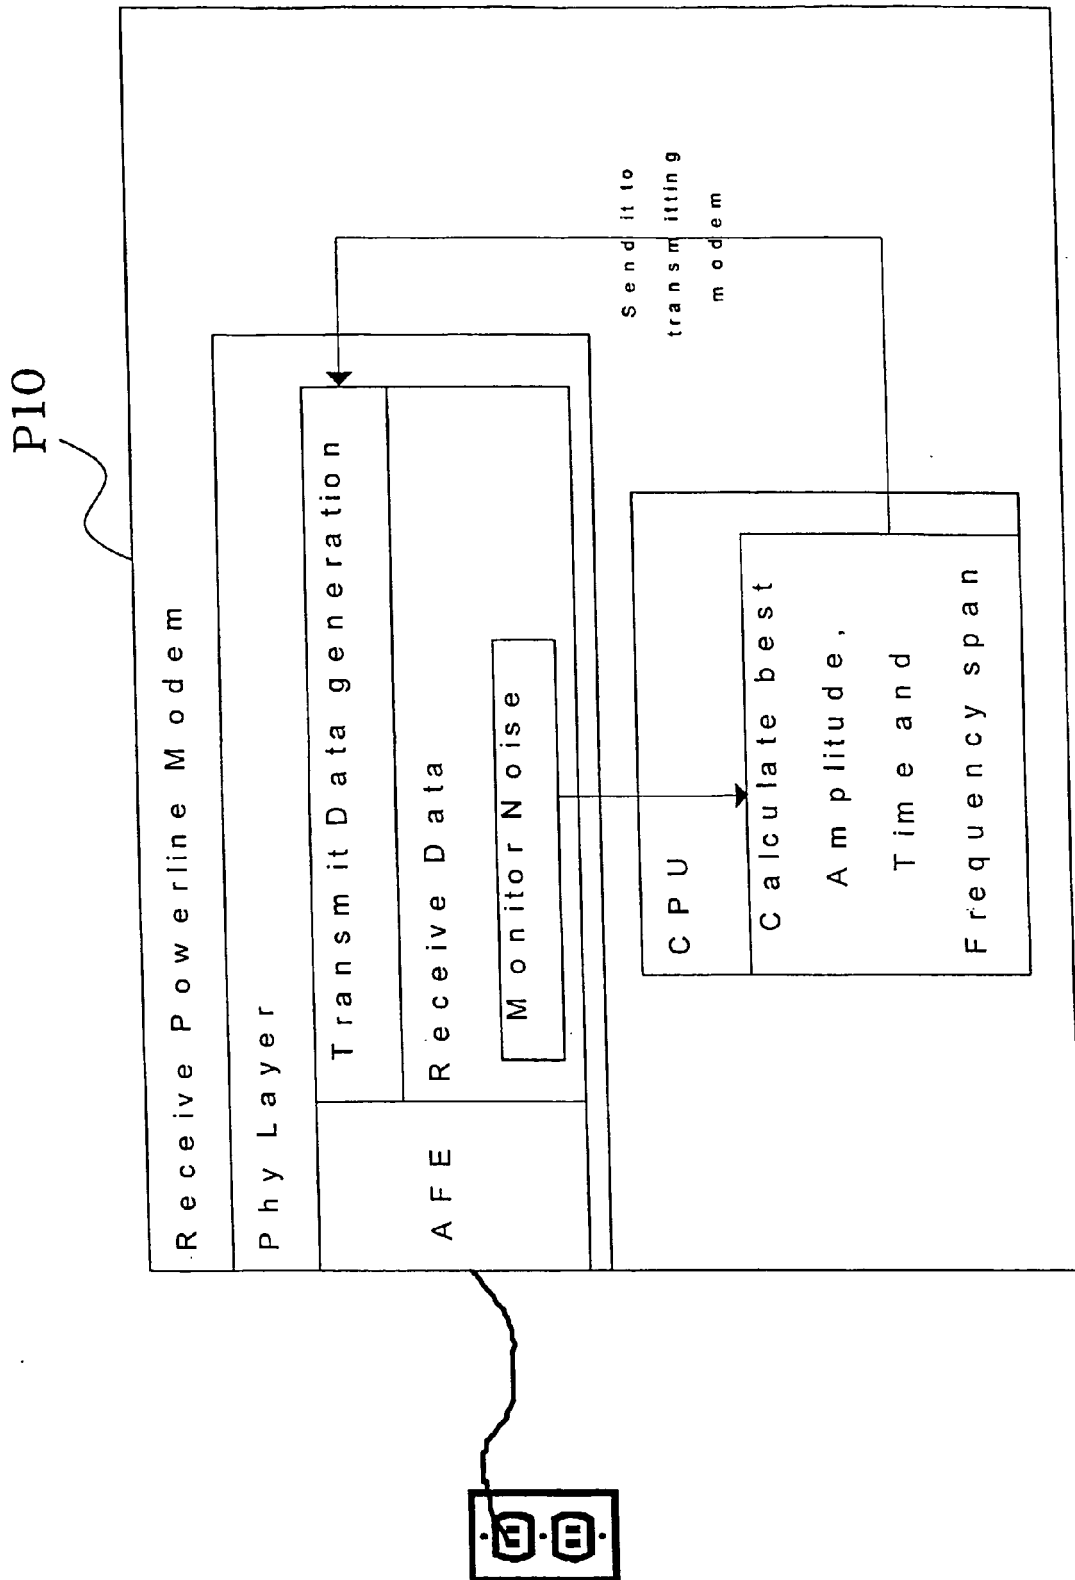 P10
Receive Powerline Modem
Phy Layer
Transmit Data generation
AFE
Receive Data
Monitor Noise
Send it to
transmitting
modem
CPU
Calculate best
Amplitude,
Time and
Frequency span